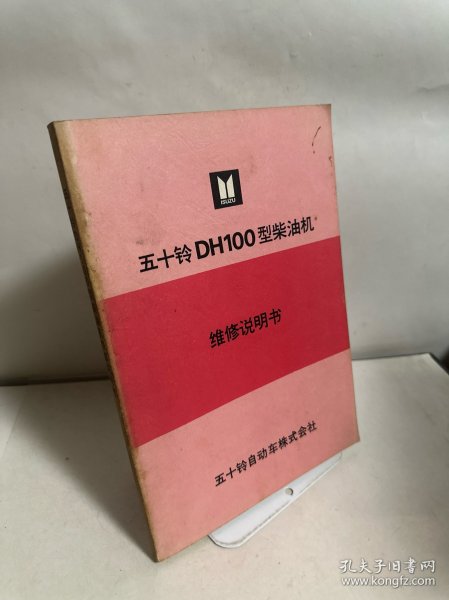 ISUZU
五十铃DH100型柴油机
维修说明书
五十铃自动车株式会社
孔夫子旧书网
www.kongfz.com